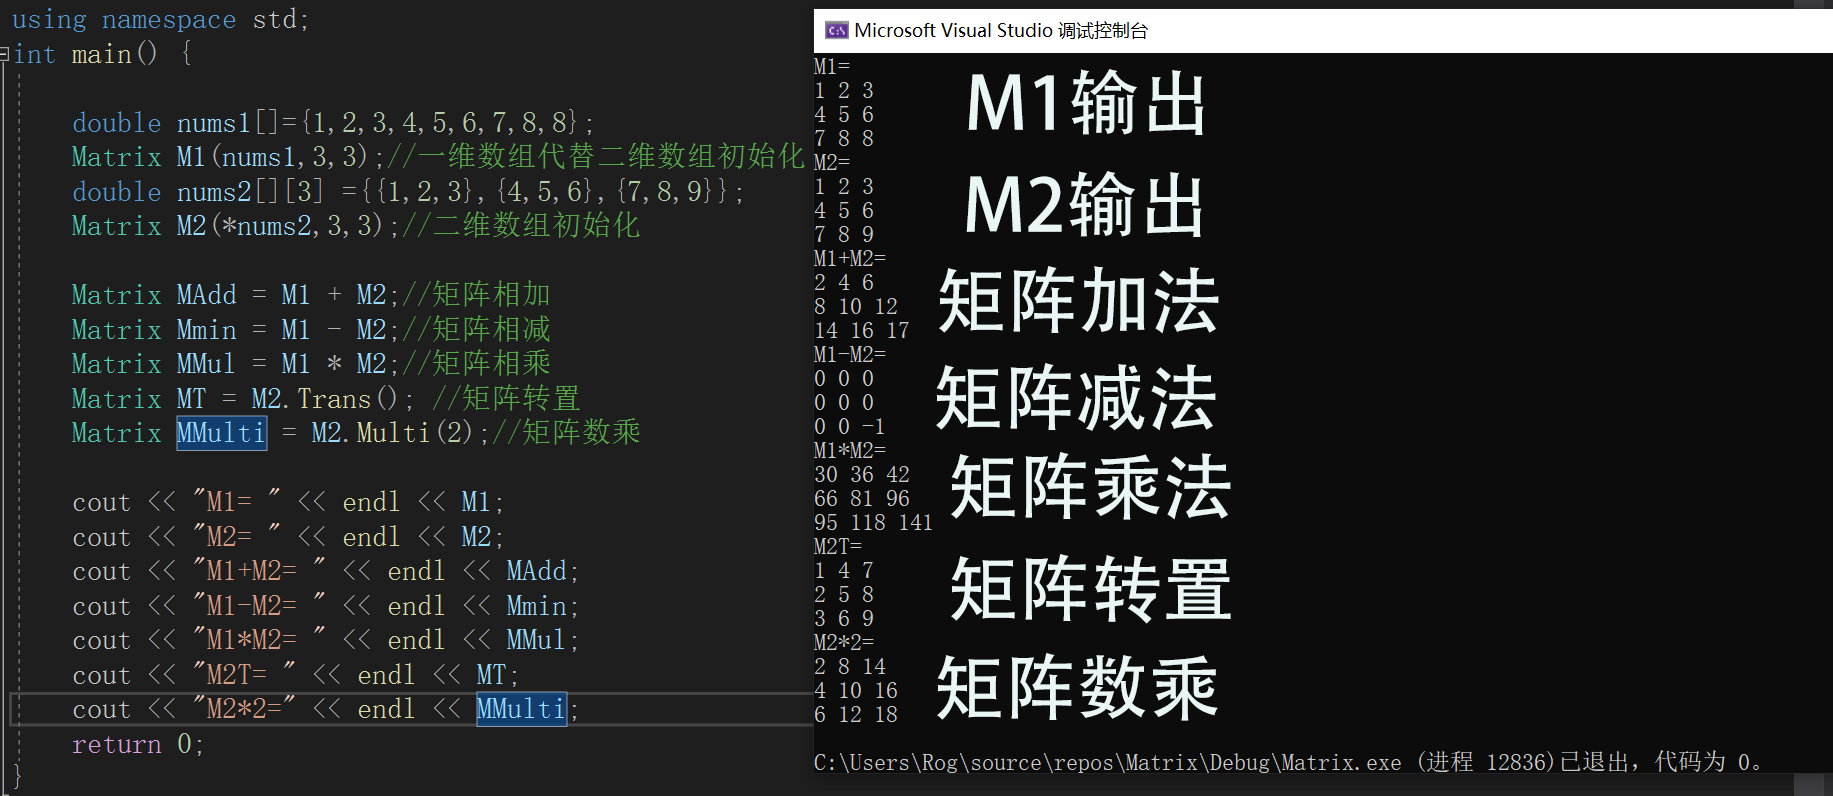 using namespace std;
int main() {
double nums1[]={1,2,3,4,5,6,7,8,8};
Matrix M1(nums1,3,3);//一维数组代替二维数组初始化
double nums2[][3] ={{1,2,3},{4,5,6},{7,8,9}};
Matrix M2(*nums2,3,3);//二维数组初始化
Matrix MAdd = M1 + M2;//矩阵相加
Matrix Mmin = M1 - M2;//矩阵相减
Matrix MMul = M1 * M2;//矩阵相乘
Matrix MT = M2.Trans(); //矩阵转置
Matrix MMulti = M2.Multi(2);//矩阵数乘
cout << "M1= " << endl << M1;
cout << "M2= " << endl << M2;
cout << "M1+M2= " << endl << MAdd;
cout << "M1-M2= " << endl << Mmin;
cout << "M1*M2= " << endl << MMul;
cout << "M2T= " << endl << MT;
cout << "M2*2=" << endl << MMulti;
return 0;
}
Microsoft Visual Studio 调试控制台
M1=
1 2 3
4 5 6
7 8 8
M1输出
M2=
1 2 3
4 5 6
7 8 9
M2输出
M1+M2=
2 4 6
8 10 12
14 16 17
矩阵加法
M1-M2=
0 0 0
0 0 0
0 0 -1
矩阵减法
M1*M2=
30 36 42
66 81 96
95 118 141
矩阵乘法
M2T=
1 4 7
2 5 8
3 6 9
矩阵转置
M2*2=
2 8 14
4 10 16
6 12 18
矩阵数乘
C:\Users\Rog\source\repos\Matrix\Debug\Matrix.exe (进程 12836)已退出，代码为 0。